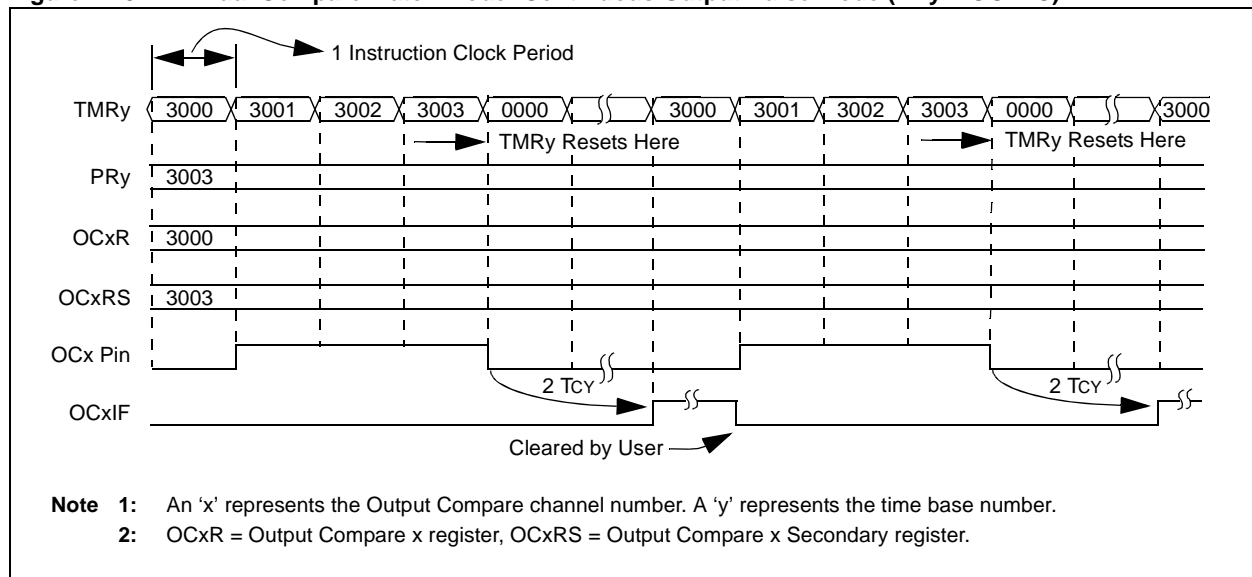 1 Instruction Clock Period
TMRy 3000 3001 3002 3003 0000 3000 3001 3002 3003 0000 3000
TMRy Resets Here TMRy Resets Here
PRy 3003
OCxR 3000
OCxRS 3003
OCx Pin
2 TCY 2 TCY
OCxIF
Cleared by User
Note 1: An ‘x’ represents the Output Compare channel number. A ‘y’ represents the time base number.
2: OCxR = Output Compare x register, OCxRS = Output Compare x Secondary register.